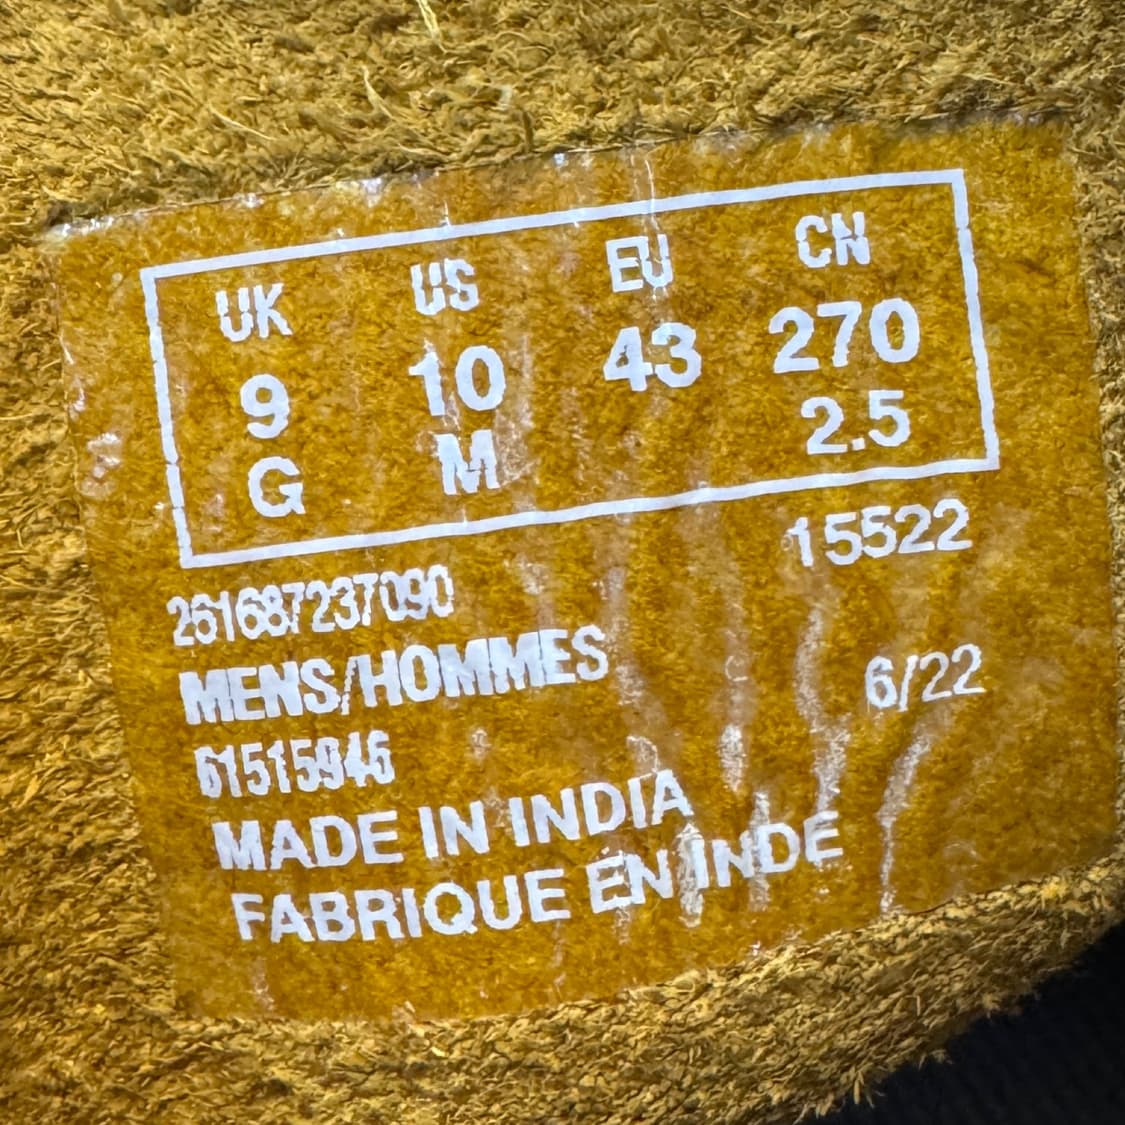 UK US EU CN
9 10 43 270
G M 2.5
15522
261687237090
MENS/HOMMES
6/22
61515946
MADE IN INDIA
FABRIQUE EN INDE